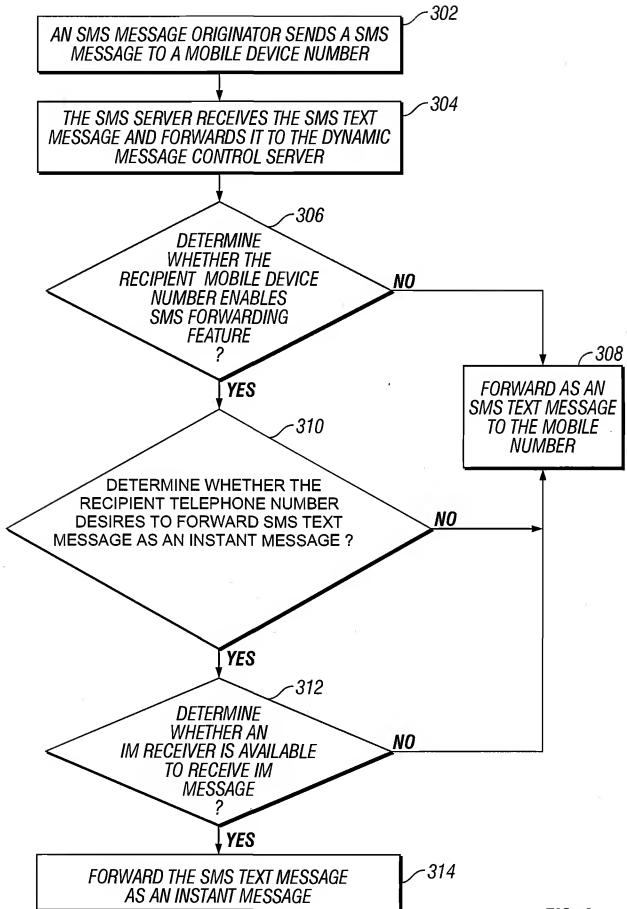 302
AN SMS MESSAGE ORIGINATOR SENDS A SMS
MESSAGE TO A MOBILE DEVICE NUMBER
304
THE SMS SERVER RECEIVES THE SMS TEXT
MESSAGE AND FORWARDS IT TO THE DYNAMIC
MESSAGE CONTROL SERVER
306
DETERMINE
WHETHER THE
RECIPIENT MOBILE DEVICE
NUMBER ENABLES
SMS FORWARDING
FEATURE
?
NO
YES
308
FORWARD AS AN
SMS TEXT MESSAGE
TO THE MOBILE
NUMBER
310
DETERMINE WHETHER THE
RECIPIENT TELEPHONE NUMBER
DESIRES TO FORWARD SMS TEXT
MESSAGE AS AN INSTANT MESSAGE ?
NO
YES
312
DETERMINE
WHETHER AN
IM RECEIVER IS AVAILABLE
TO RECEIVE IM
MESSAGE
?
NO
YES
314
FORWARD THE SMS TEXT MESSAGE
AS AN INSTANT MESSAGE